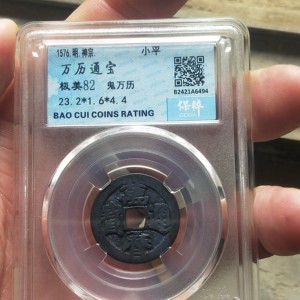 1576.明.神宗. 小平
万历通宝
极美82 鬼万历
23.2*1.6*4.4
82421A6494
保粹
BAO CUI COINS RATING